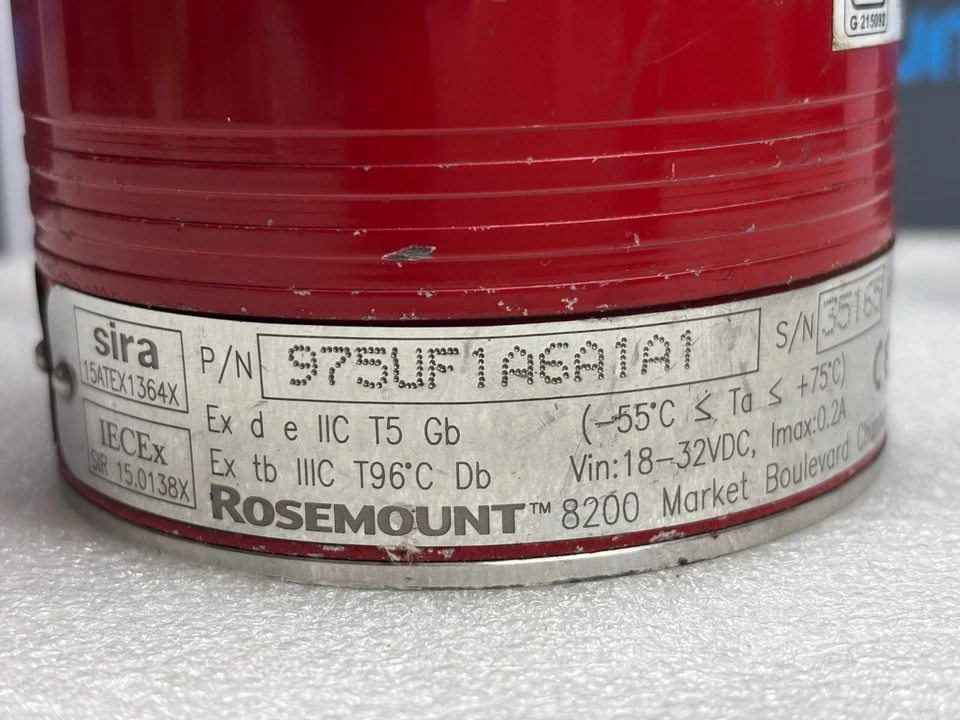 G 215092
sira
15ATEX1364X
IECEx
SIR 15.0138X
P/N 975UF1A6A1A1
S/N 35165
Ex d e IIC T5 Gb (-55°C ≤ Ta ≤ +75°C)
Ex tb IIIC T96°C Db Vin:18-32VDC, Imax:0.2A
ROSEMOUNT™ 8200 Market Boulevard